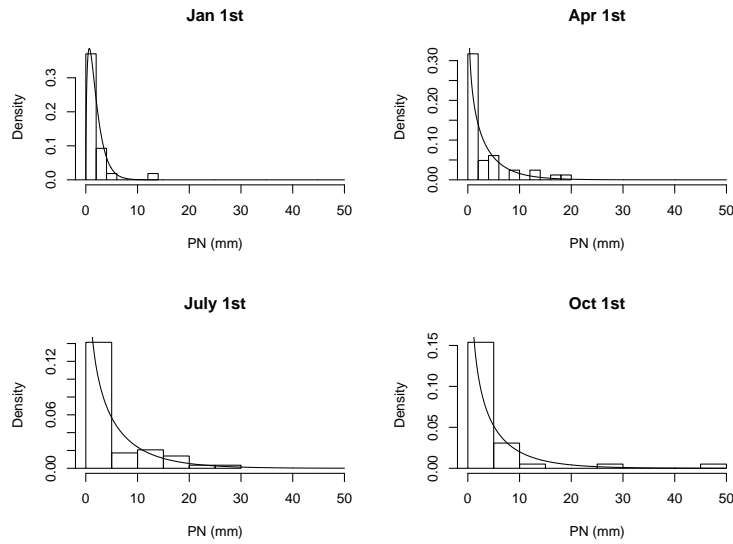 Jan 1st
Density
0.0 0.1 0.2 0.3
0 10 20 30 40 50
PN (mm)
Apr 1st
Density
0.00 0.10 0.20 0.30
0 10 20 30 40 50
PN (mm)
July 1st
Density
0.00 0.06 0.12
0 10 20 30 40 50
PN (mm)
Oct 1st
Density
0.00 0.05 0.10 0.15
0 10 20 30 40 50
PN (mm)